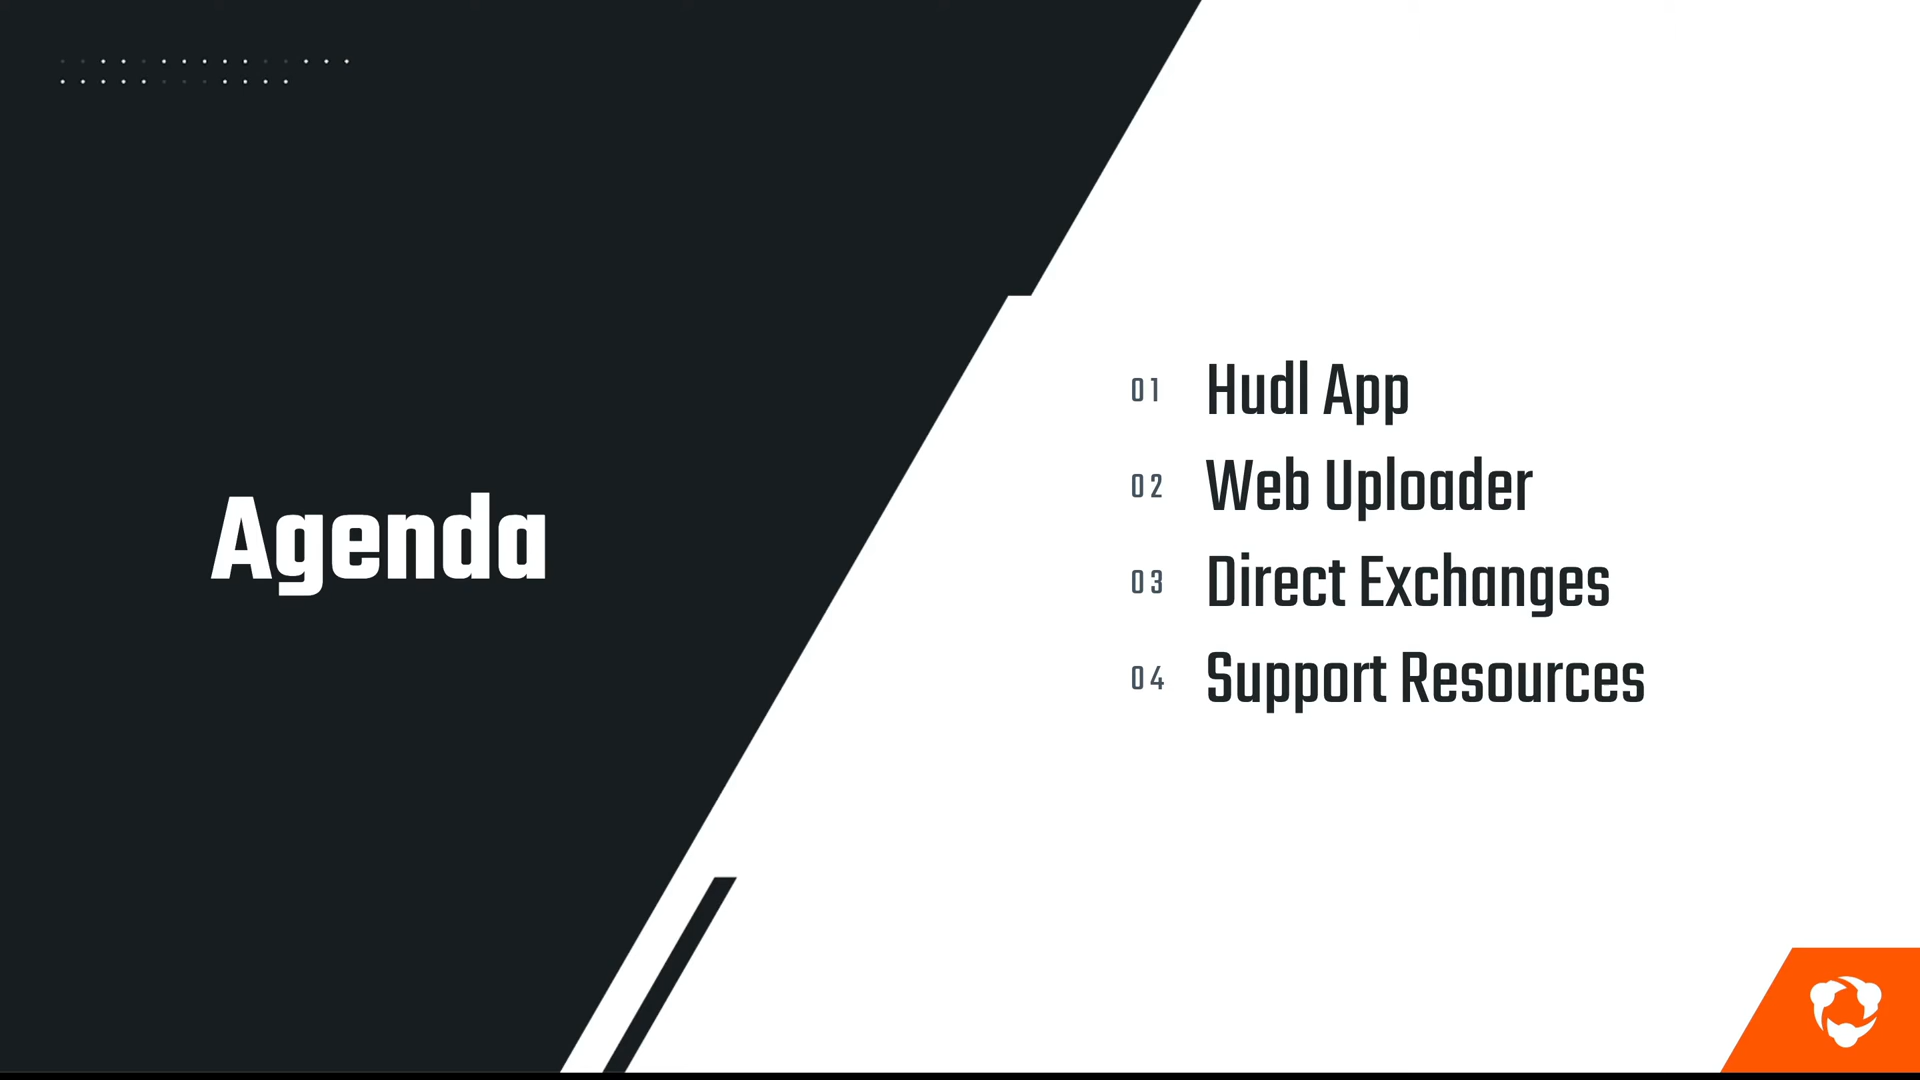 Agenda
01 Hudl App
02 Web Uploader
03 Direct Exchanges
04 Support Resources